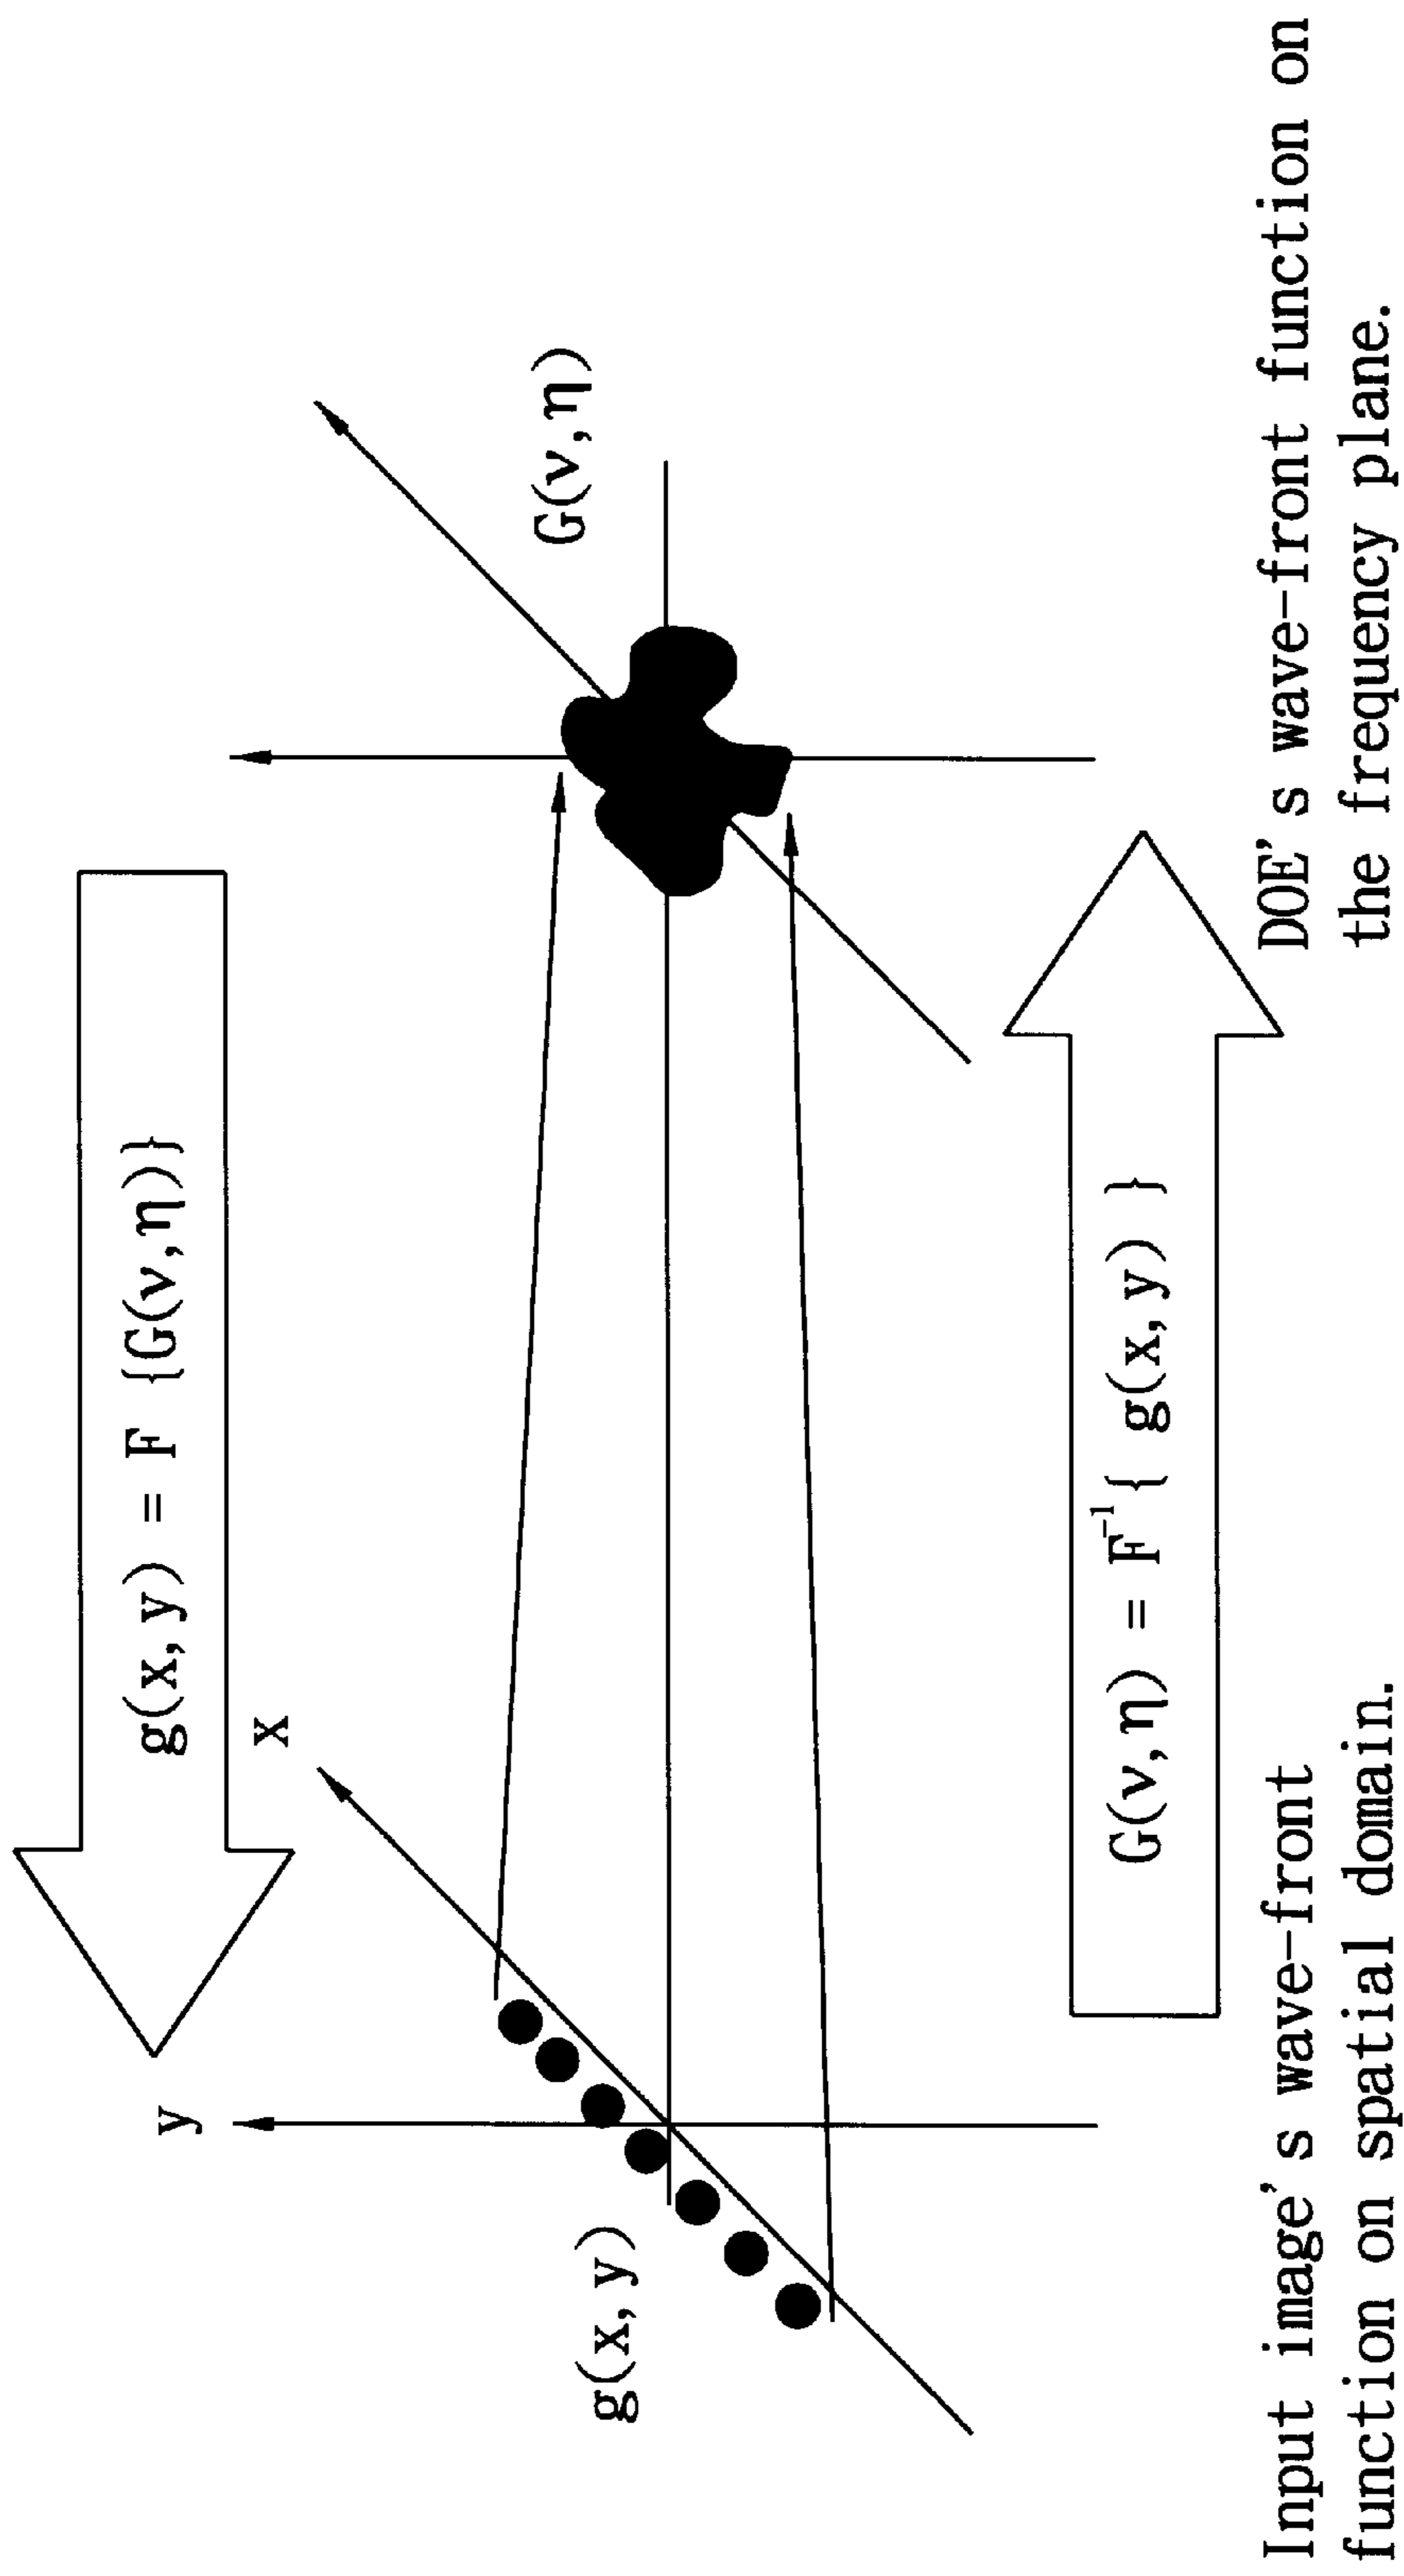 g(x, y) = F {G(ν, η)}
y
x
g(x, y)
G(ν, η)
G(ν, η) = F⁻¹{ g(x, y) }
Input image's wave-front
function on spatial domain.
DOE's wave-front function on
the frequency plane.